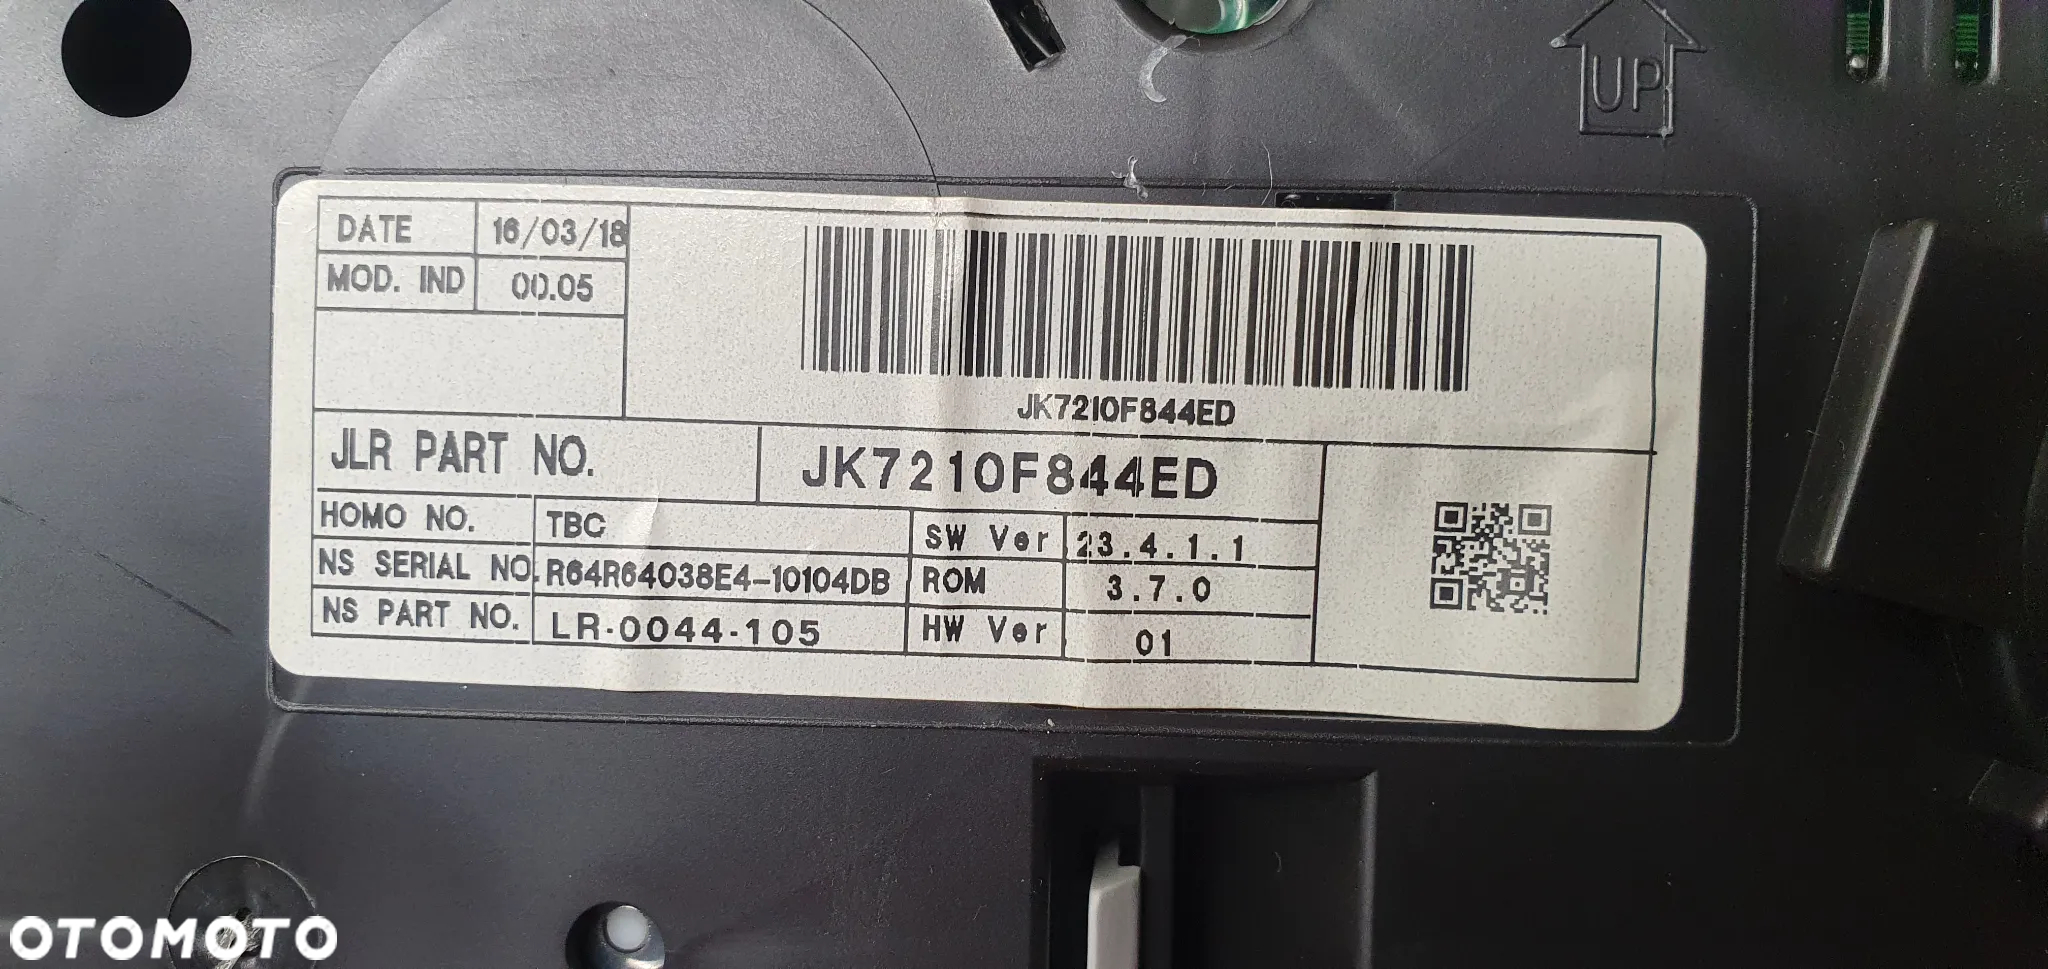 UP
DATE 16/03/18
MOD. IND 00.05
JK7210F844ED
JLR PART NO. JK7210F844ED
HOMO NO. TBC SW Ver 23.4.1.1
NS SERIAL NO. R64R64038E4-10104DB ROM 3.7.0
NS PART NO. LR-0044-105 HW Ver 01
OTOMOTO